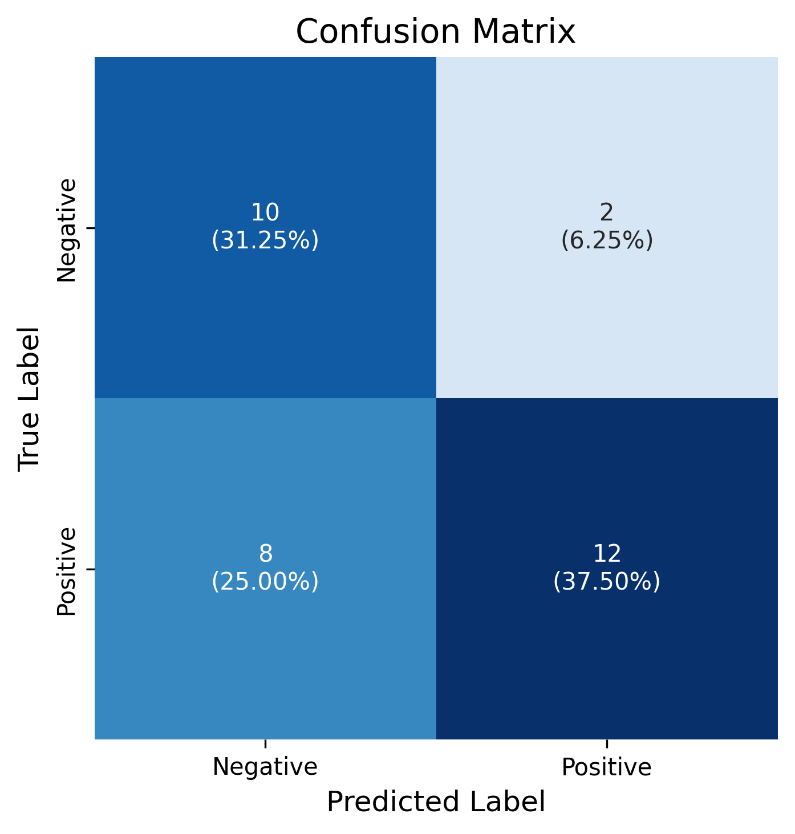 Confusion Matrix
True Label
Negative
10
(31.25%)
2
(6.25%)
Positive
8
(25.00%)
12
(37.50%)
Negative
Positive
Predicted Label